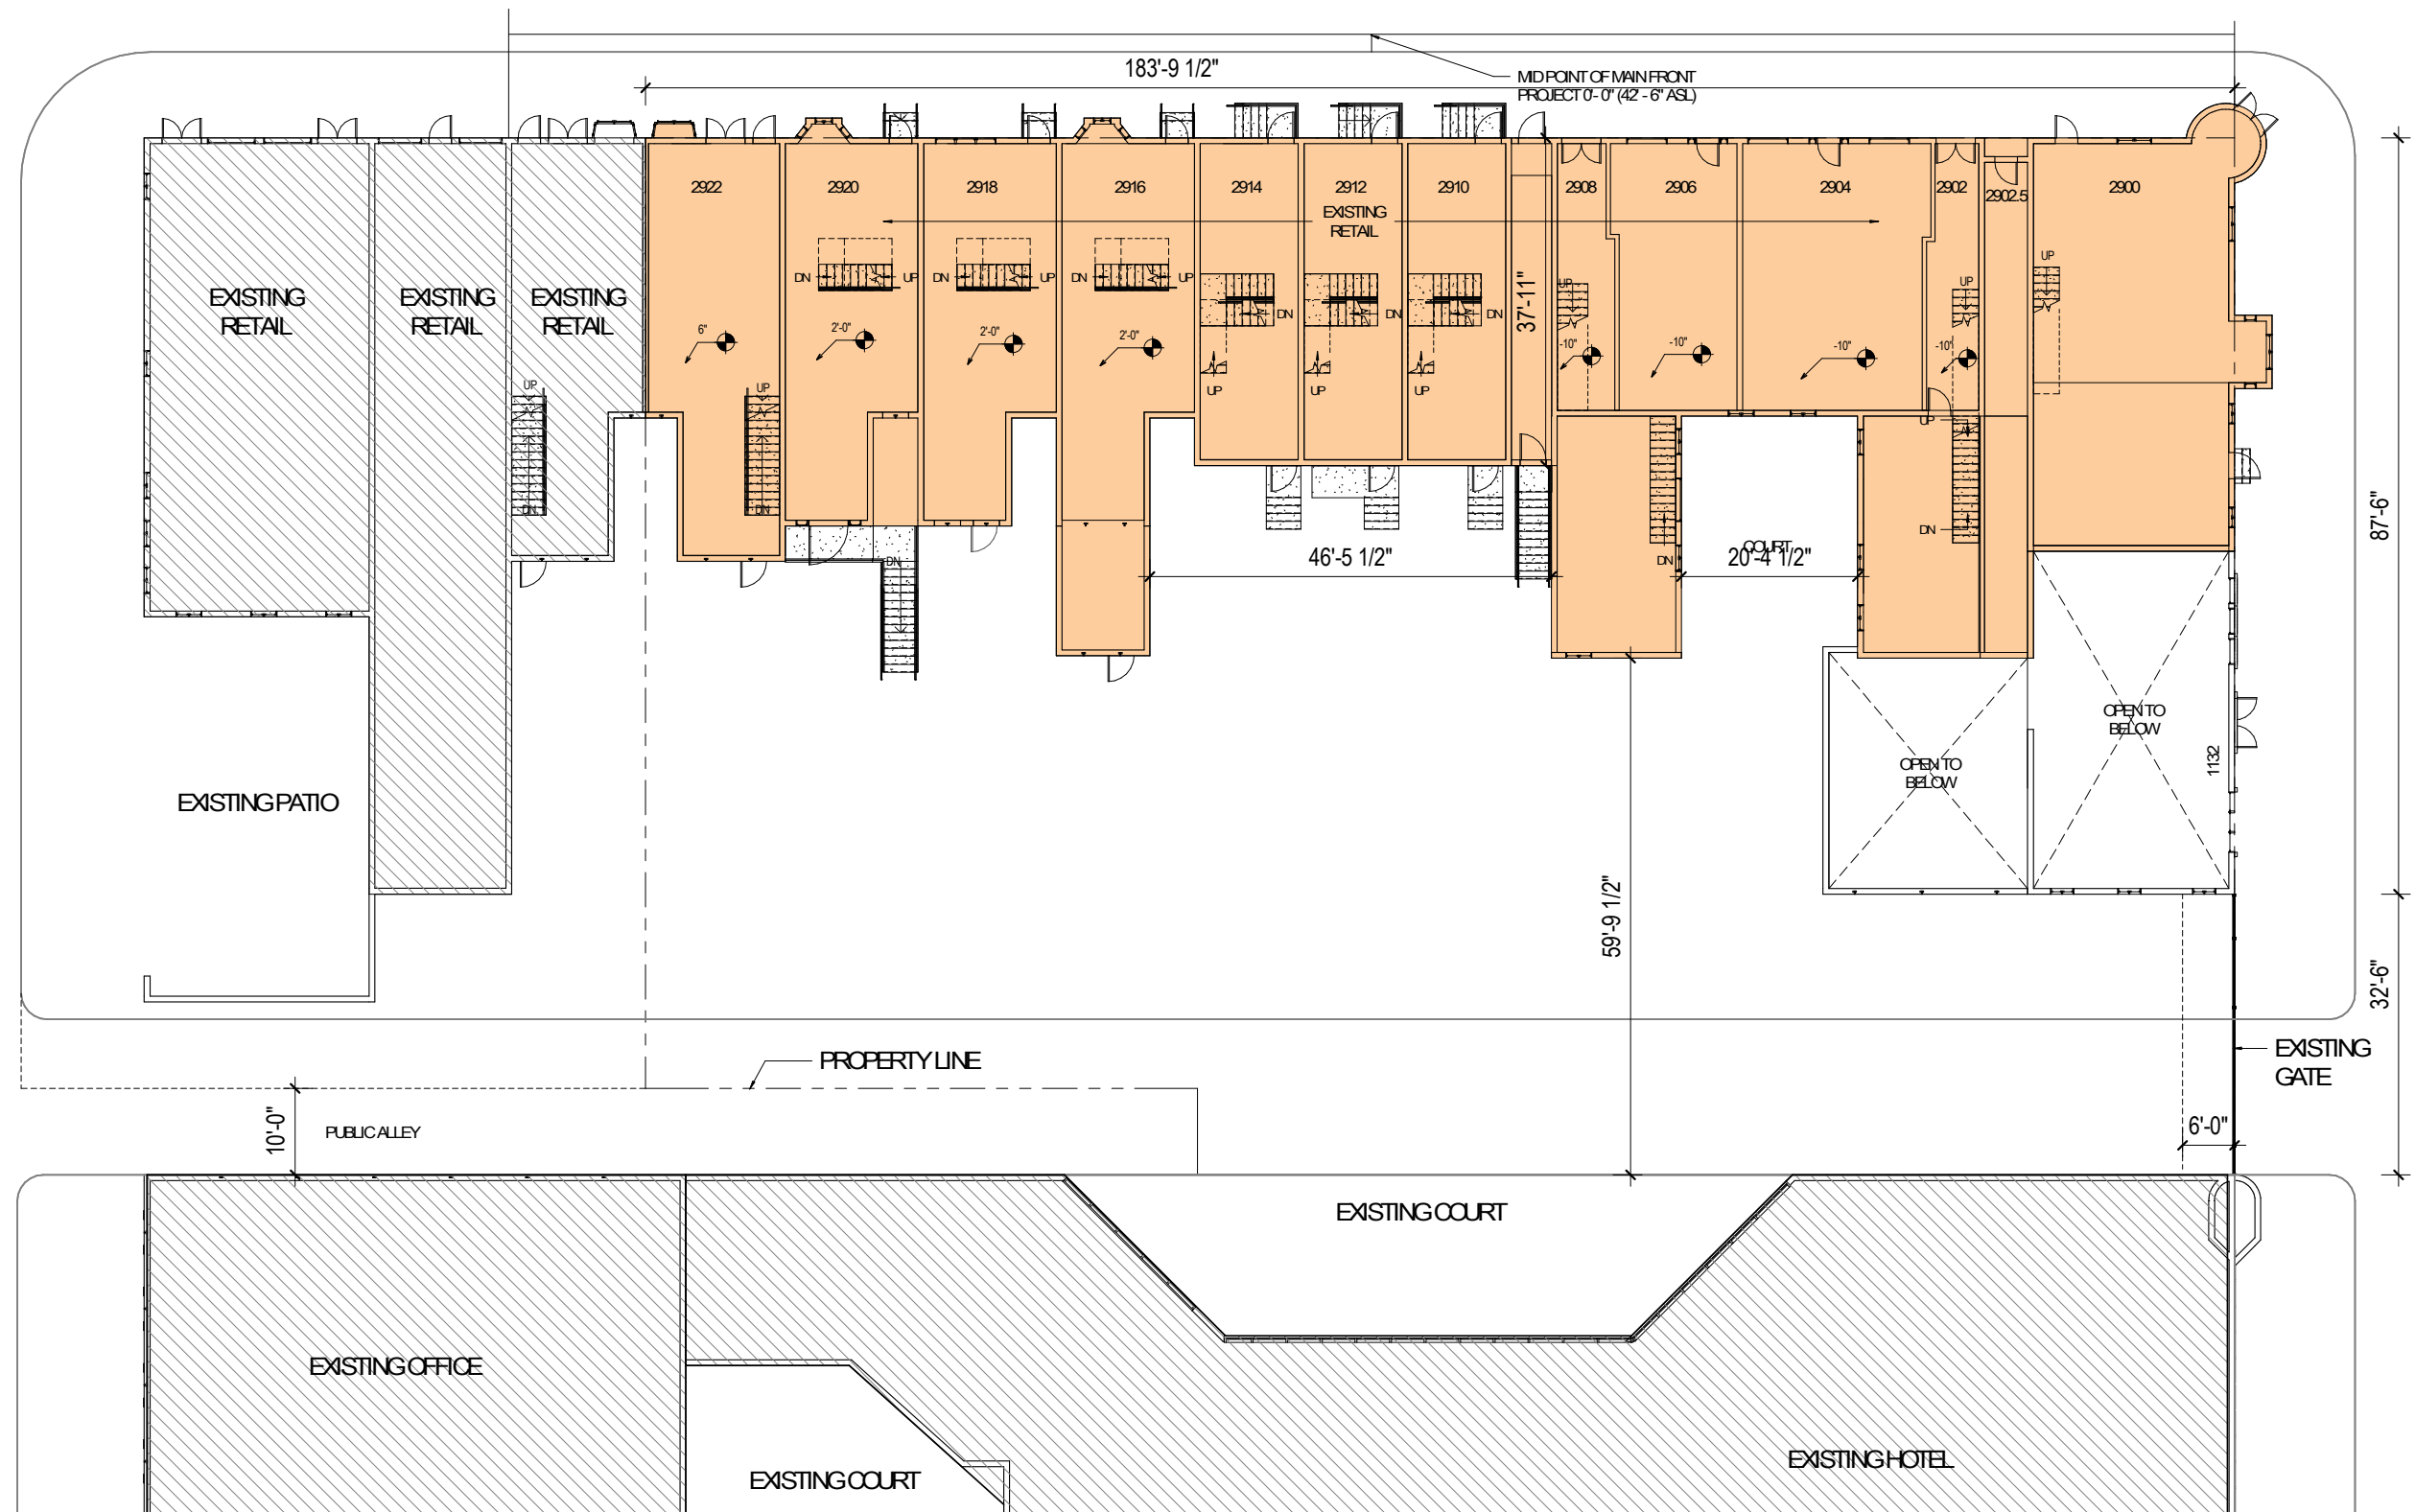 183'-9 1/2"
MID POINT OF MAIN FRONT
PROJECT 0'- 0" (42' - 6" ASL)
2922
2920
2918
2916
2914
2912
2910
2908
2906
2904
2902
2902.5
2900
EXISTING
RETAIL
EXISTING
RETAIL
EXISTING
RETAIL
EXISTING
RETAIL
DN
UP
DN
UP
DN
UP
DN
DN
DN
UP
UP
UP
6"
2'-0"
2'-0"
2'-0"
37'-11"
-10"
-10"
-10"
-10"
UP
UP
UP
UP
UP
UP
UP
DN
DN
DN
DN
DN
46'-5 1/2"
COURT
20'-4 1/2"
87'-6"
OPEN TO
BELOW
OPEN TO
BELOW
1132
EXISTING PATIO
59'-9 1/2"
32'-6"
PROPERTY LINE
EXISTING
GATE
10'-0"
PUBLIC ALLEY
6'-0"
EXISTING COURT
EXISTING OFFICE
EXISTING COURT
EXISTING HOTEL